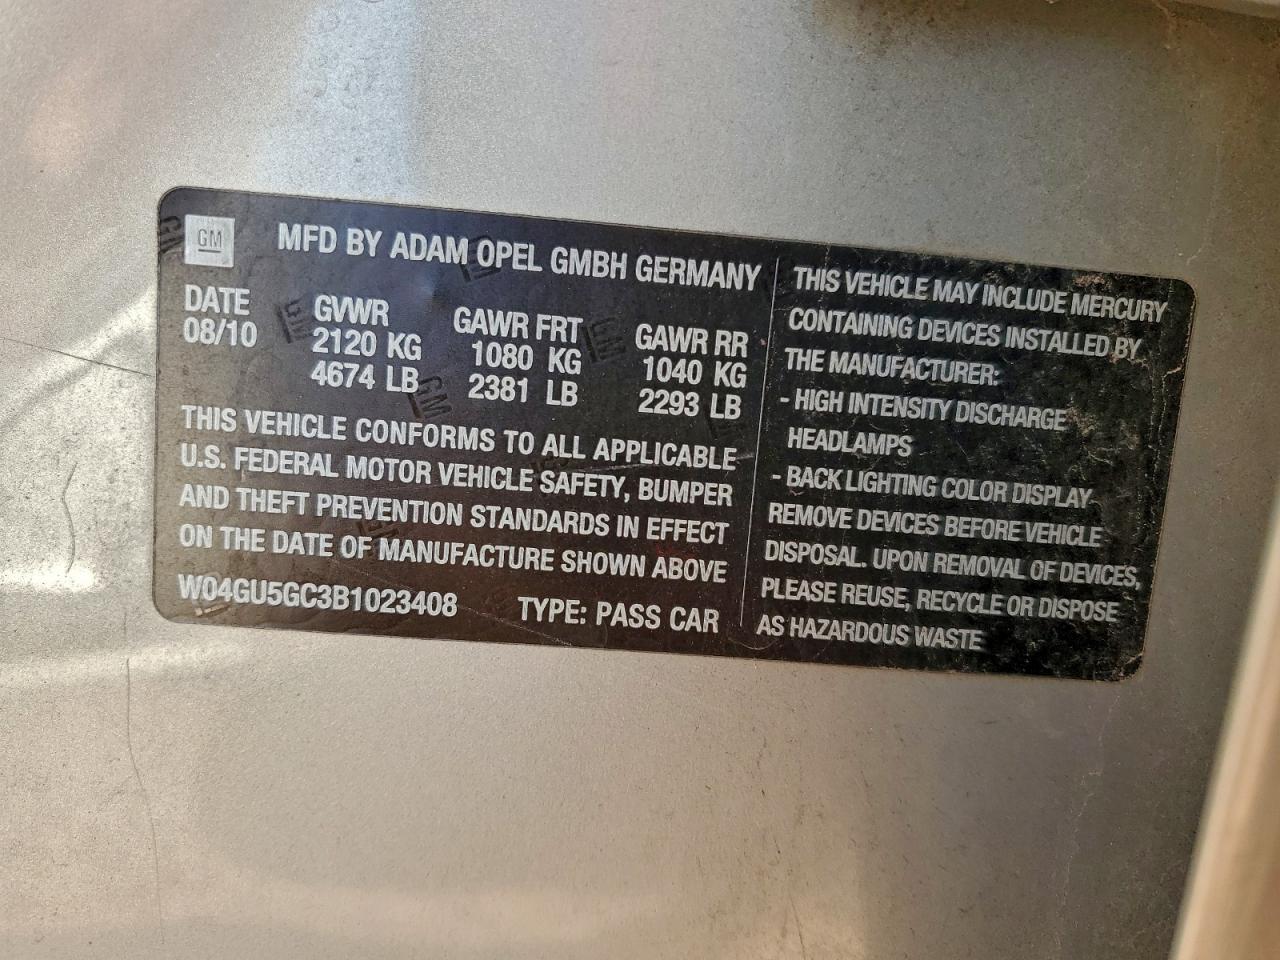 GM
MFD BY ADAM OPEL GMBH GERMANY
DATE
08/10
GVWR
2120 KG
4674 LB
GAWR FRT
1080 KG
2381 LB
GAWR RR
1040 KG
2293 LB
THIS VEHICLE CONFORMS TO ALL APPLICABLE
U.S. FEDERAL MOTOR VEHICLE SAFETY, BUMPER
AND THEFT PREVENTION STANDARDS IN EFFECT
ON THE DATE OF MANUFACTURE SHOWN ABOVE
W04GU5GC3B1023408 TYPE: PASS CAR
THIS VEHICLE MAY INCLUDE MERCURY
CONTAINING DEVICES INSTALLED BY
THE MANUFACTURER:
- HIGH INTENSITY DISCHARGE
HEADLAMPS
- BACK LIGHTING COLOR DISPLAY
REMOVE DEVICES BEFORE VEHICLE
DISPOSAL. UPON REMOVAL OF DEVICES,
PLEASE REUSE, RECYCLE OR DISPOSE
AS HAZARDOUS WASTE